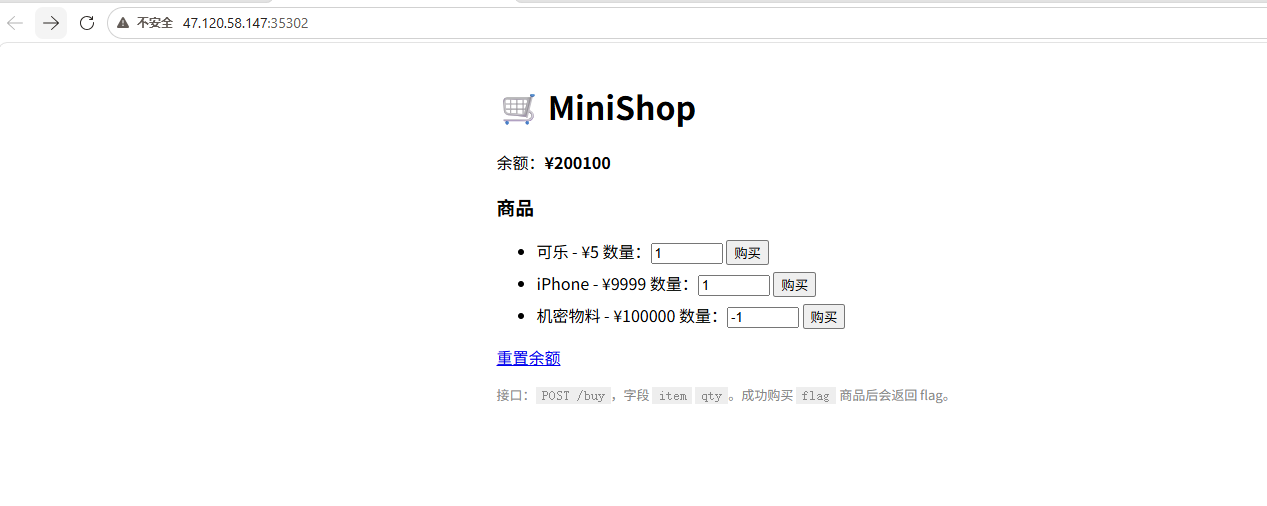 不安全 47.120.58.147:35302
MiniShop
余额：¥200100
商品
可乐 - ¥5 数量： 1 购买
iPhone - ¥9999 数量： 1 购买
机密物料 - ¥100000 数量： -1 购买
重置余额
接口： POST /buy ，字段 item qty 。成功购买 flag 商品后会返回 flag。